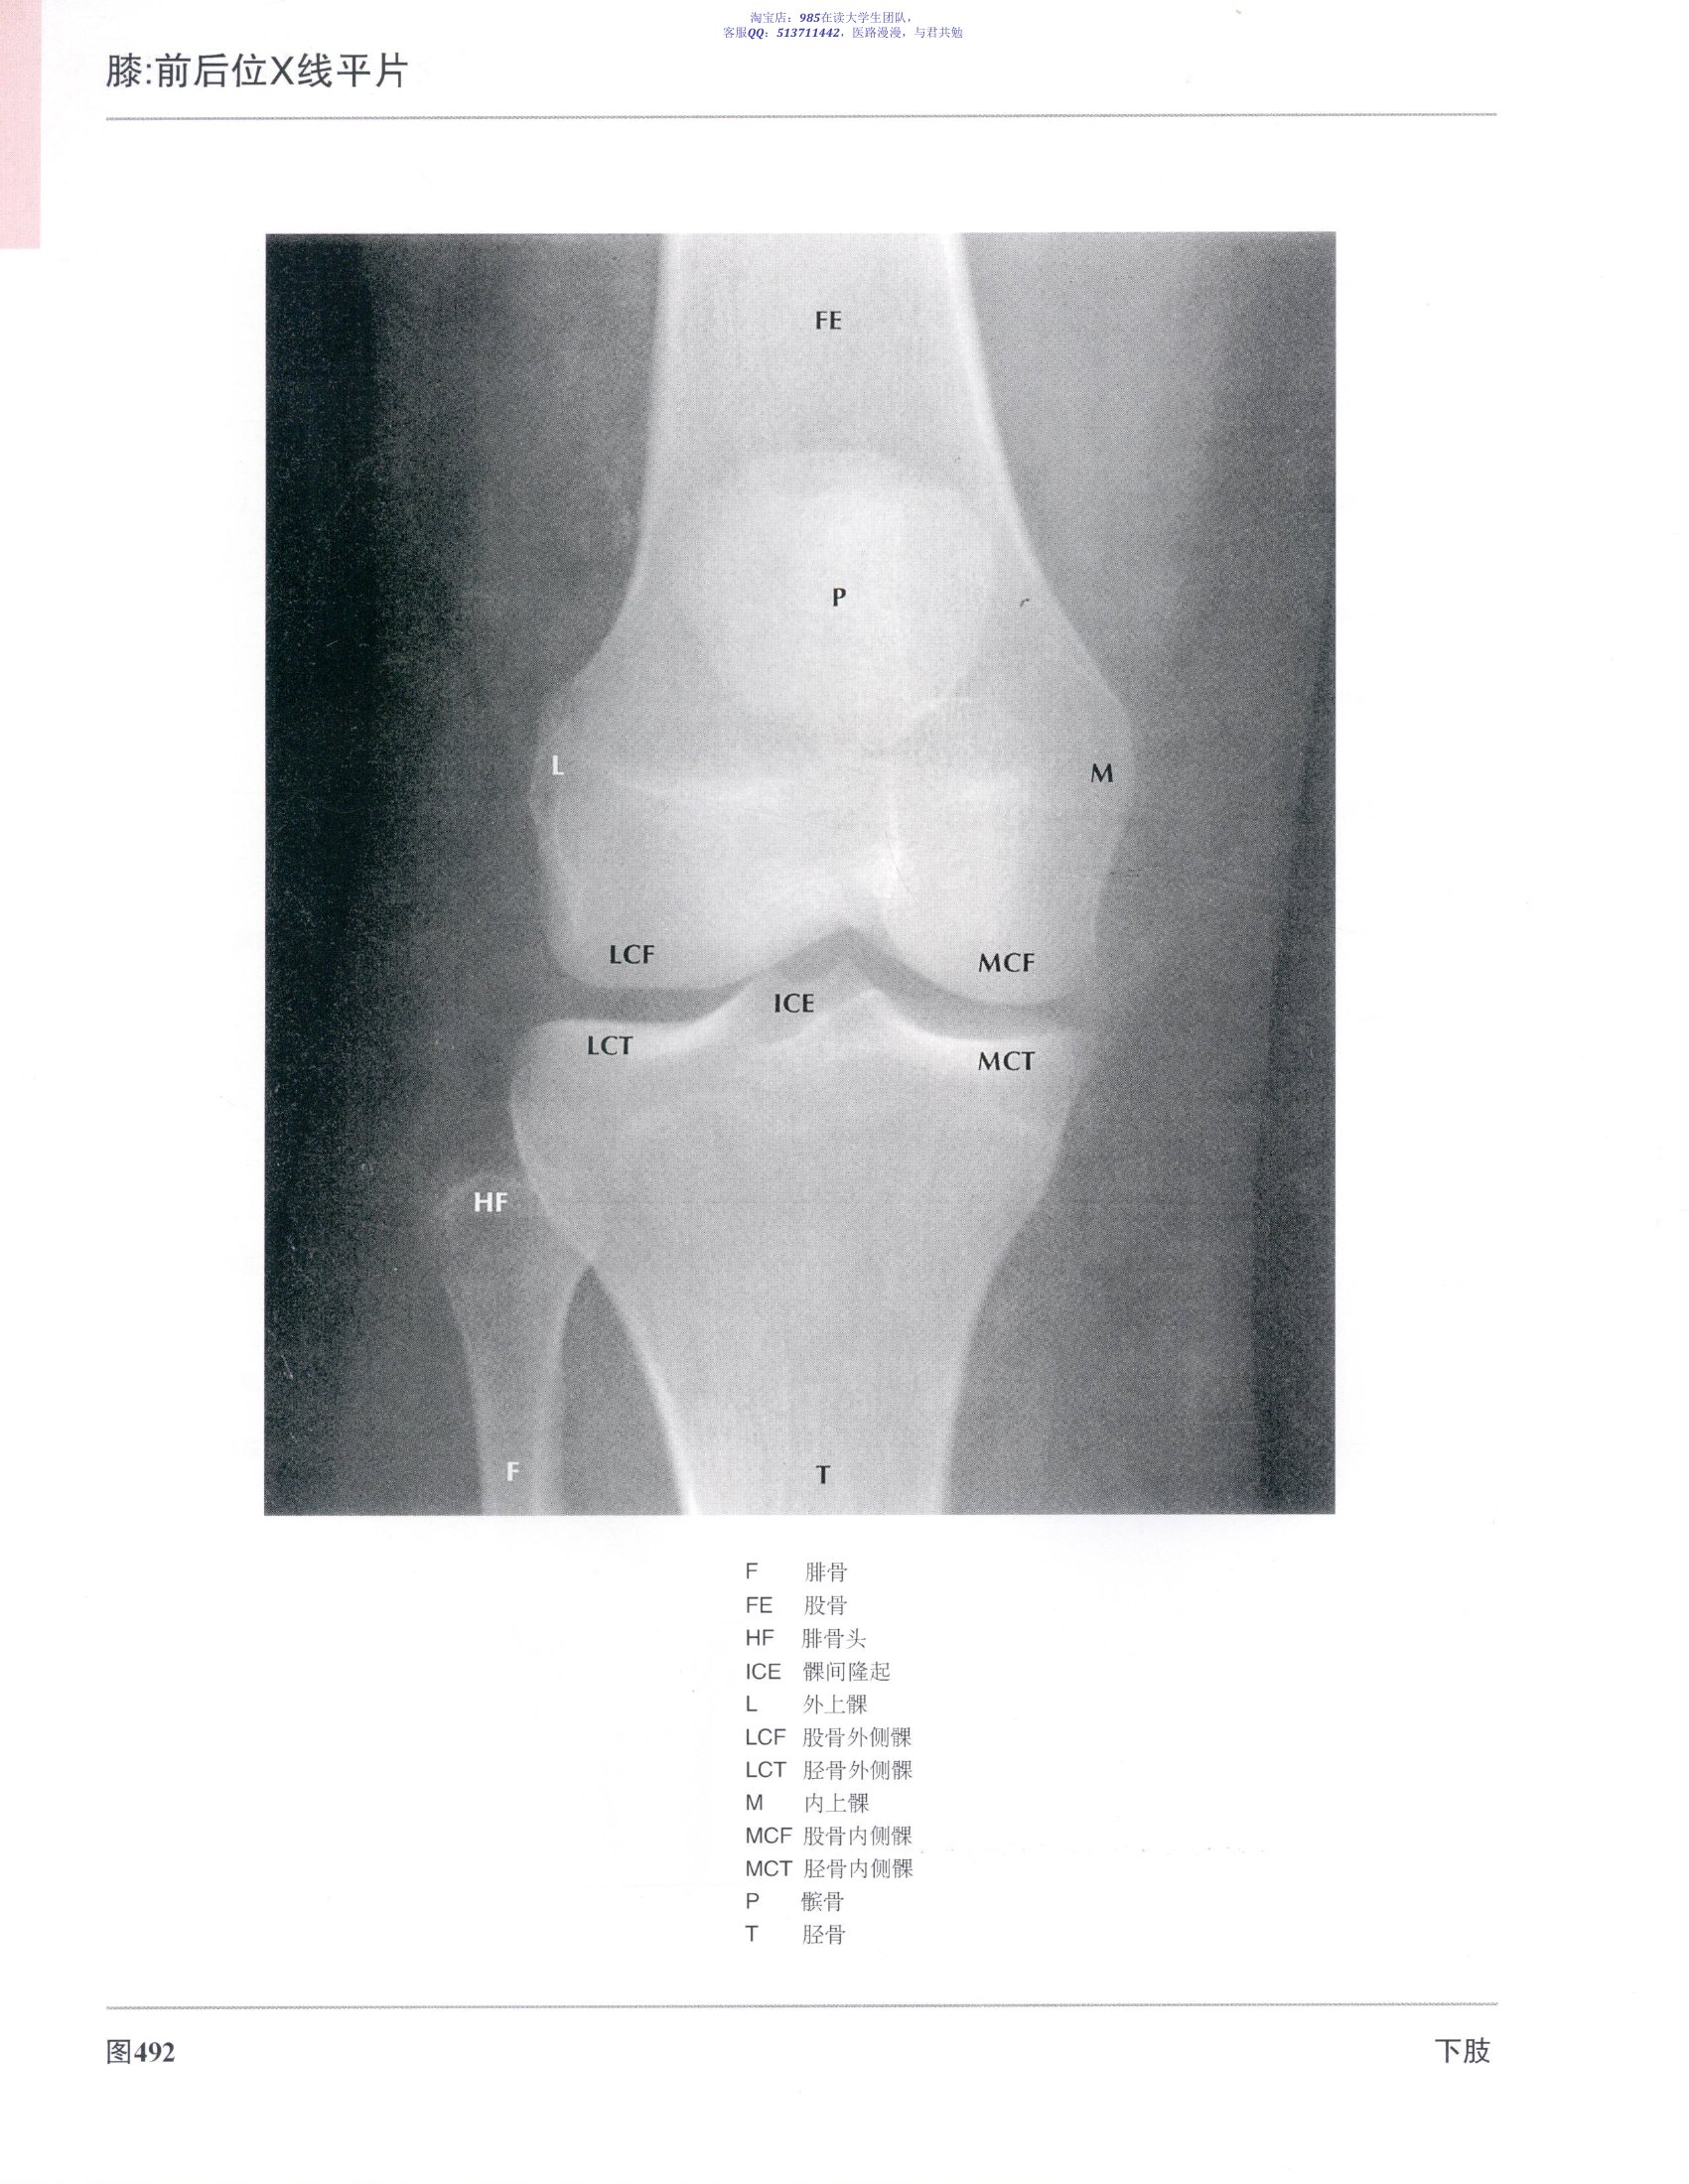 淘宝店：985在读大学生团队，
客服QQ：513711442，医路漫漫，与君共勉
膝:前后位X线平片
FE
P
L
M
LCF
MCF
ICE
LCT
MCT
HF
F
T
F 腓骨
FE 股骨
HF 腓骨头
ICE 髁间隆起
L 外上髁
LCF 股骨外侧髁
LCT 胫骨外侧髁
M 内上髁
MCF 股骨内侧髁
MCT 胫骨内侧髁
P 髌骨
T 胫骨
图492
下肢